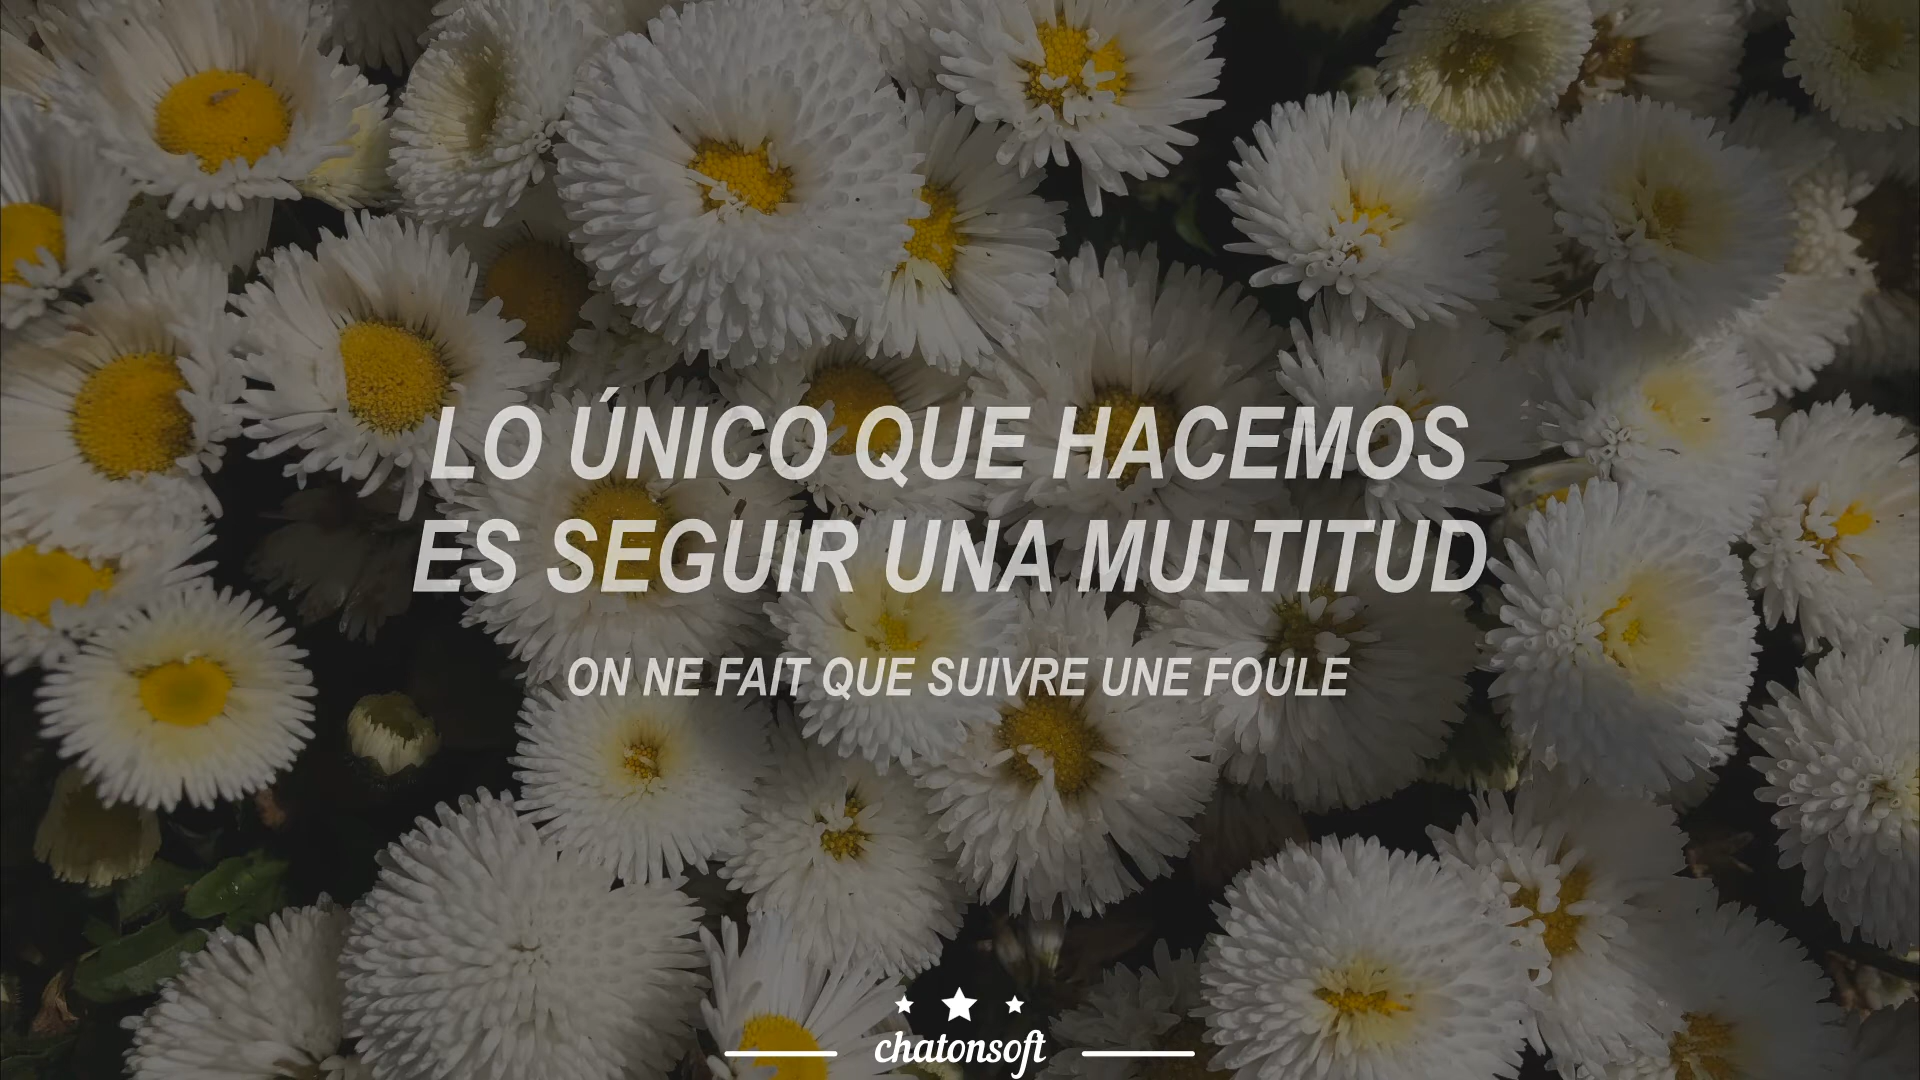 LO ÚNICO QUE HACEMOS
ES SEGUIR UNA MULTITUD
ON NE FAIT QUE SUIVRE UNE FOULE
chatonsoft